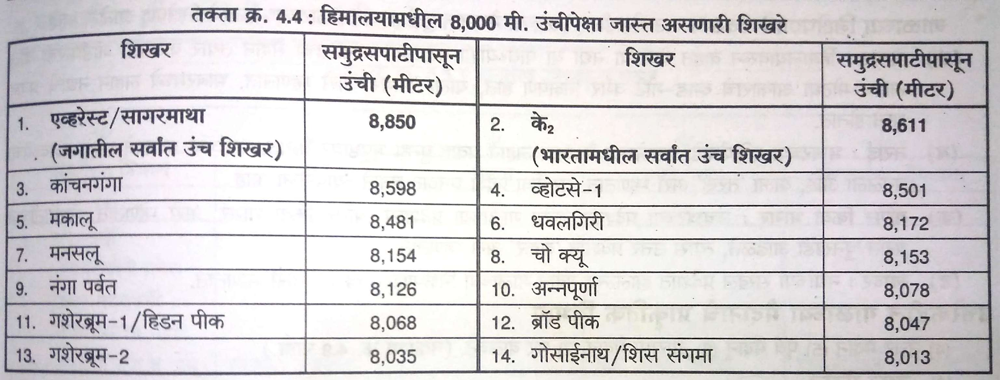 तक्ता क्र. 4.4 : हिमालयामधील 8,000 मी. उंचीपेक्षा जास्त असणारी शिखरे
शिखर समुद्रसपाटीपासून उंची (मीटर) शिखर समुद्रसपाटीपासून उंची (मीटर)
1. एव्हरेस्ट/सागरमाथा 8,850 2. के₂ 8,611
(जगातील सर्वांत उंच शिखर) (भारतामधील सर्वांत उंच शिखर)
3. कांचनगंगा 8,598 4. व्होटसे-1 8,501
5. मकालू 8,481 6. धवलगिरी 8,172
7. मनसलू 8,154 8. चो क्यू 8,153
9. नंगा पर्वत 8,126 10. अन्नपूर्णा 8,078
11. गशेरब्रूम-1/हिडन पीक 8,068 12. ब्रॉड पीक 8,047
13. गशेरब्रूम-2 8,035 14. गोसाईनाथ/शिस संगमा 8,013